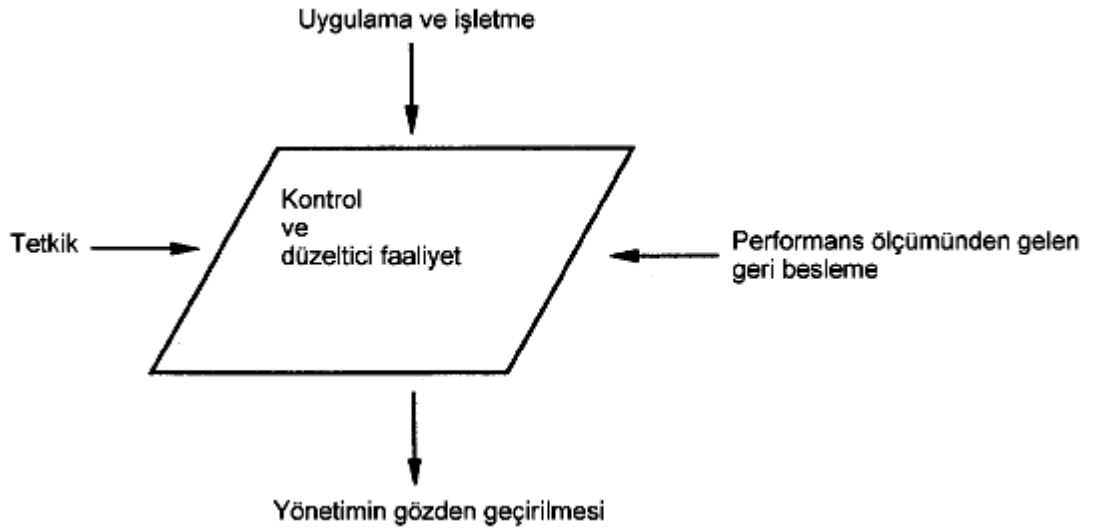 Uygulama ve işletme
Kontrol
ve
düzeltici faaliyet
Tetkik
Performans ölçümünden gelen
geri besleme
Yönetimin gözden geçirilmesi